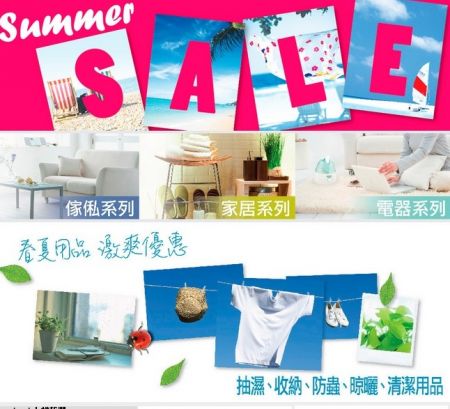 Summer
SALE
傢俬系列
家居系列
電器系列
春夏用品 激爽優惠
抽濕、收納、防蟲、晾曬、清潔用品